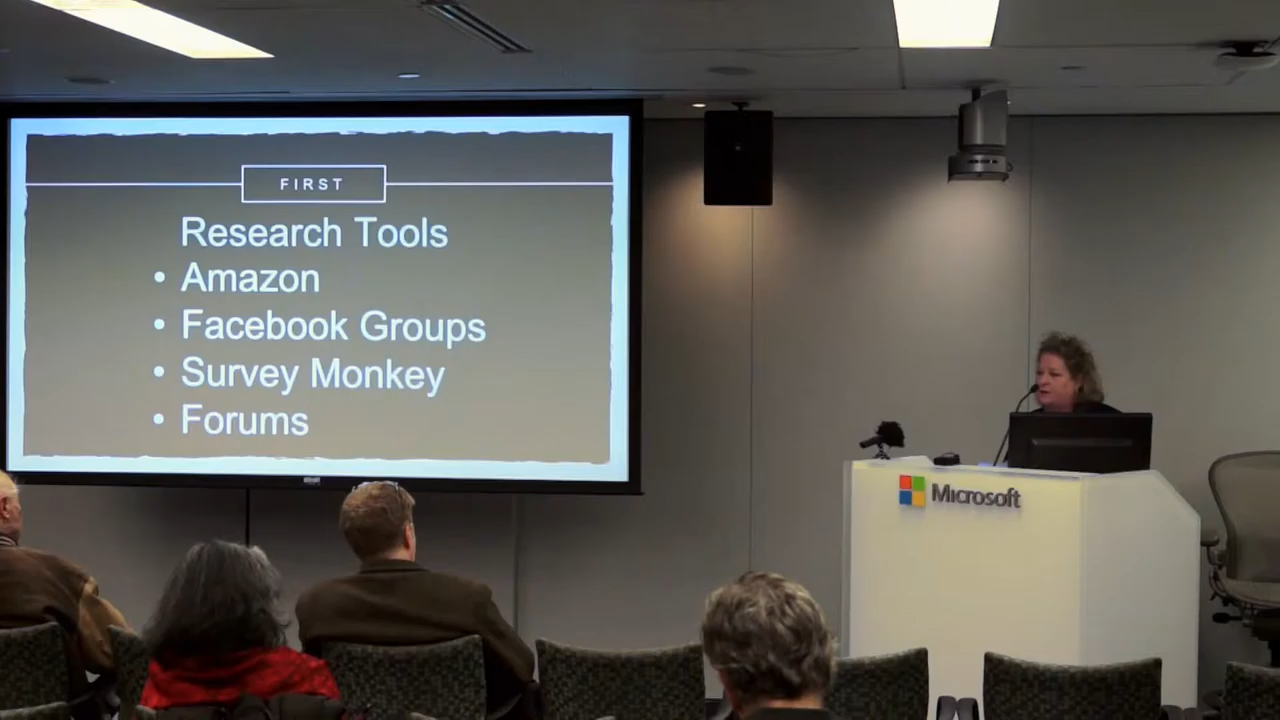 FIRST
Research Tools
• Amazon
• Facebook Groups
• Survey Monkey
• Forums
Microsoft